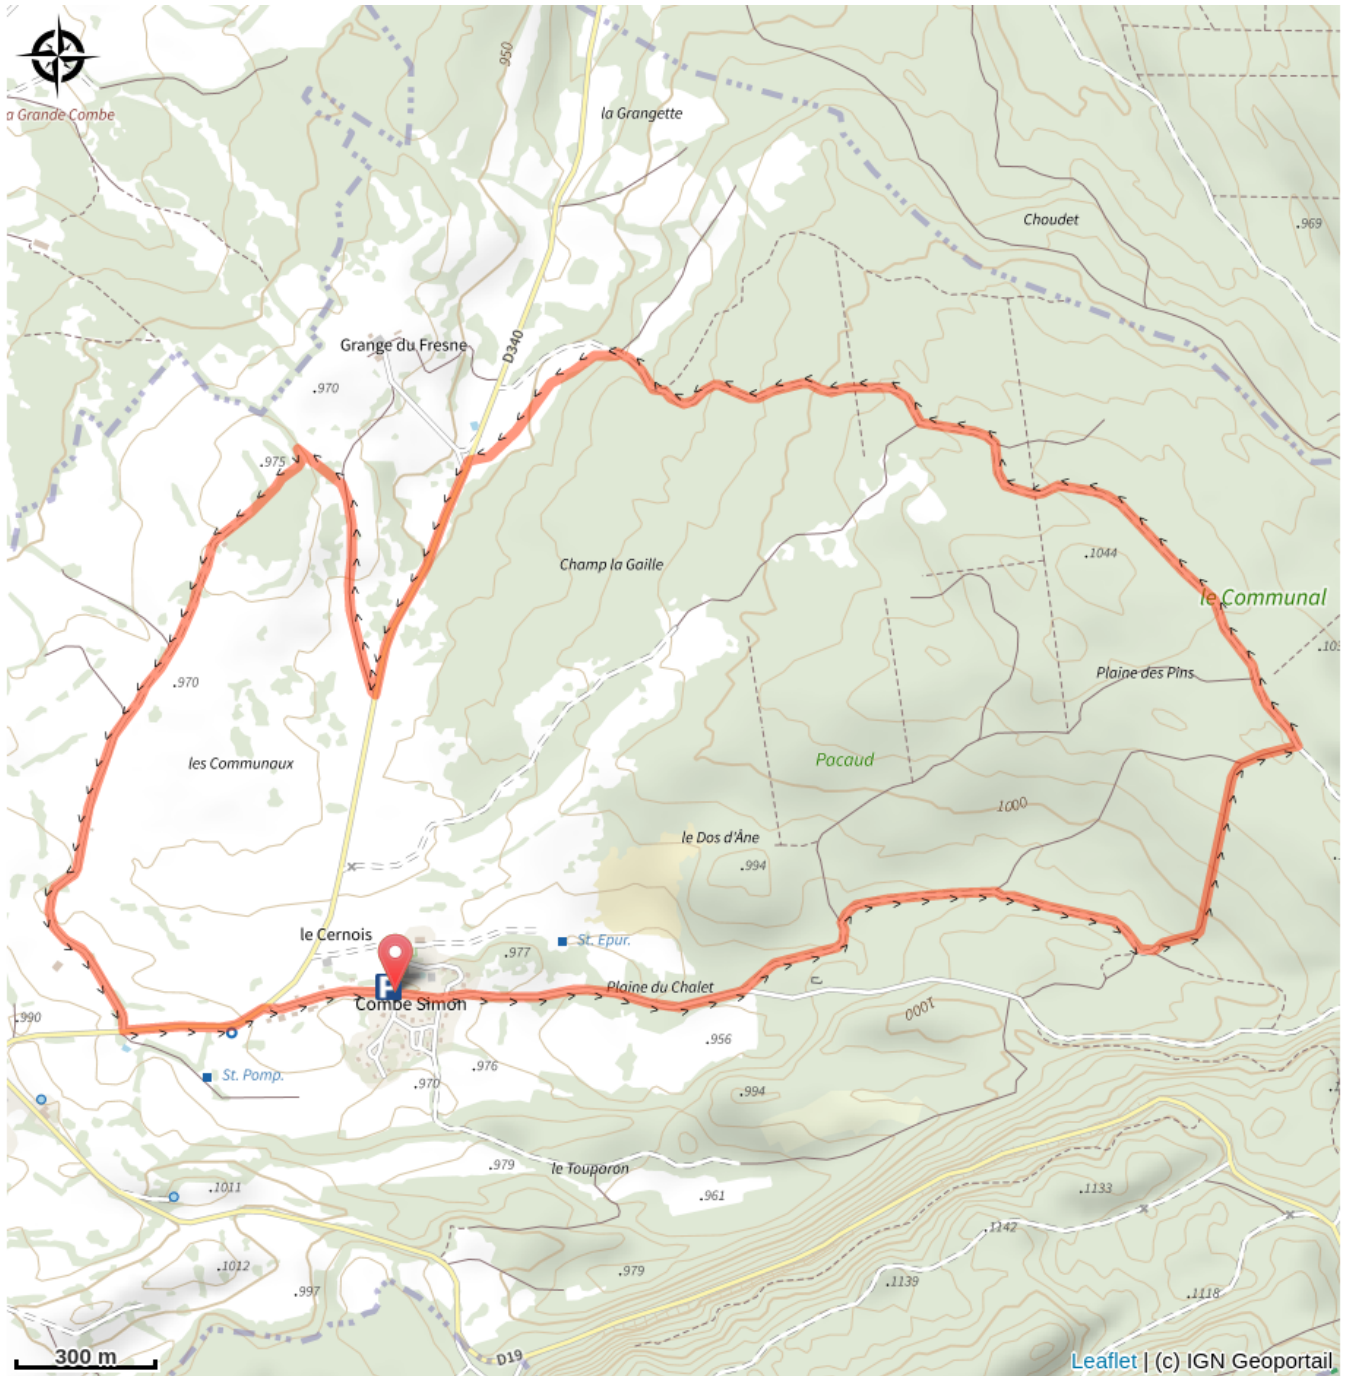 950
la Grangette
a Grande Combe
Choudet
.969
D340
Grange du Fresne
.970
.975
Champ la Gaille
.1044
le Communal
.103
Plaine des Pins
.970
les Communaux
Pacaud
1000
le Dos d'Âne
.994
le Cernois
.977
St. Epur.
P
Plaine du Chalet
Combe Simon
1000
.990
.956
.976
St. Pomp.
.970
.994
.979
le Touparon
.1011
.961
.1133
.1142
.1012
.979
.997
.1139
.1118
300 m
D19
Leaflet | (c) IGN Geoportail